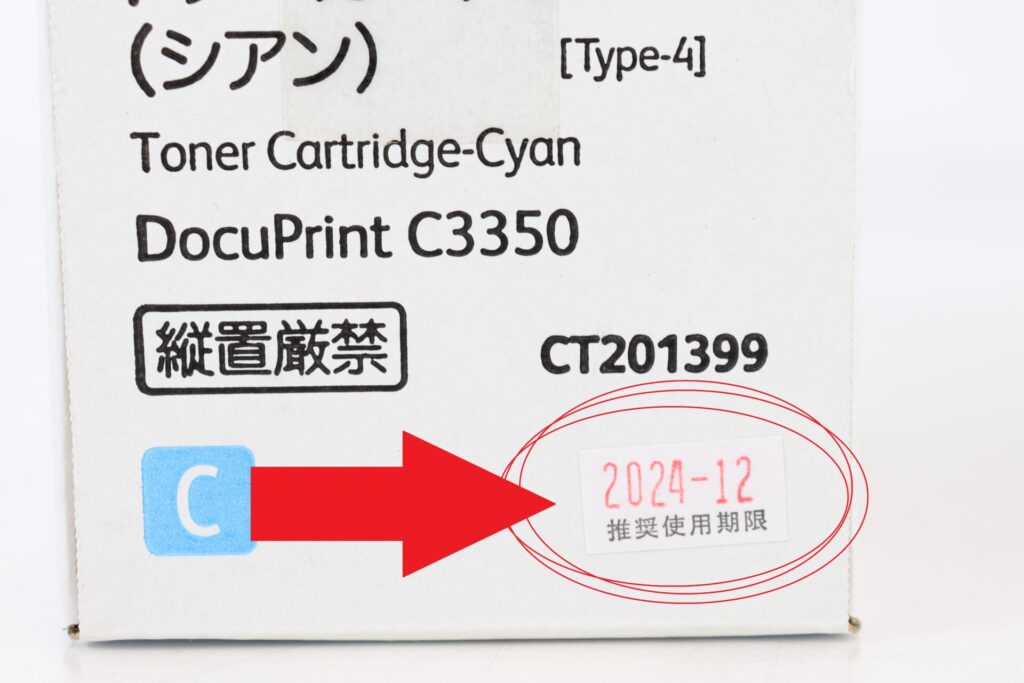 (シアン)
[Type-4]
Toner Cartridge-Cyan
DocuPrint C3350
縦置厳禁
CT201399
C
2024-12
推奨使用期限